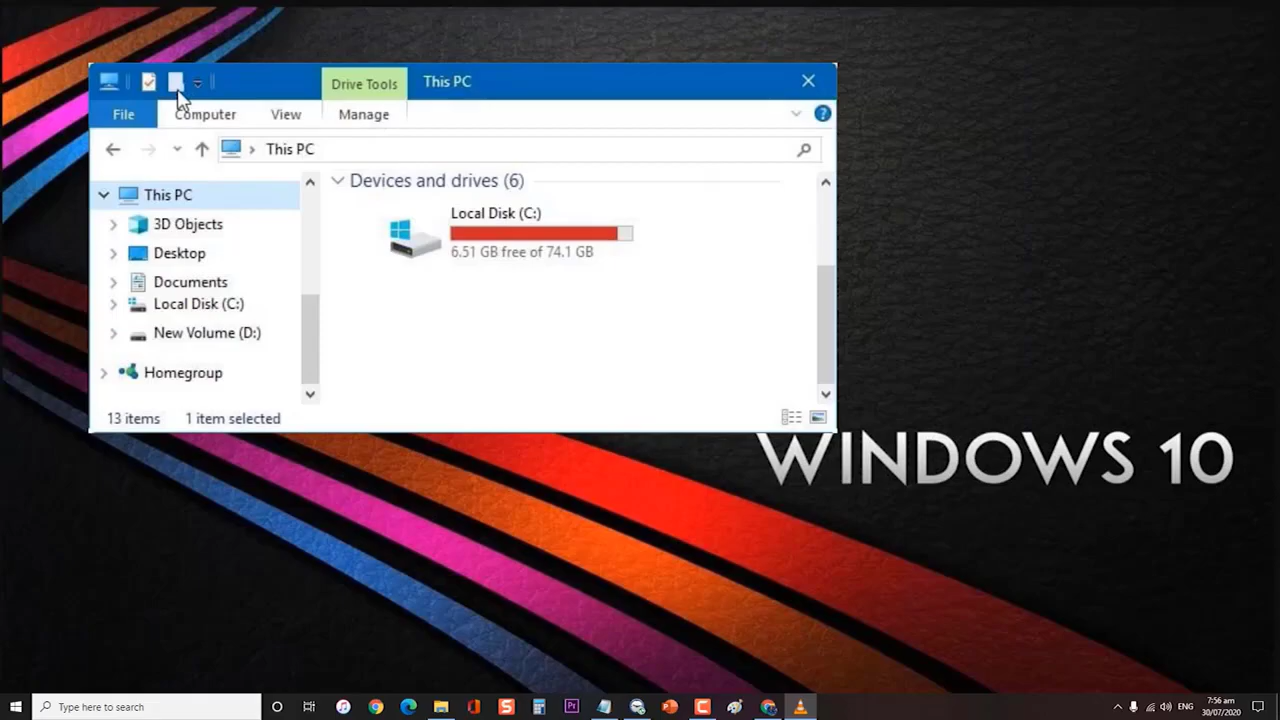 Drive Tools
This PC
File
Computer
View
Manage
This PC
This PC
3D Objects
Desktop
Documents
Local Disk (C:)
New Volume (D:)
Homegroup
Devices and drives (6)
Local Disk (C:)
6.51 GB free of 74.1 GB
13 items
1 item selected
WINDOWS 10
Type here to search
ENG
7:56 am
30/07/2020